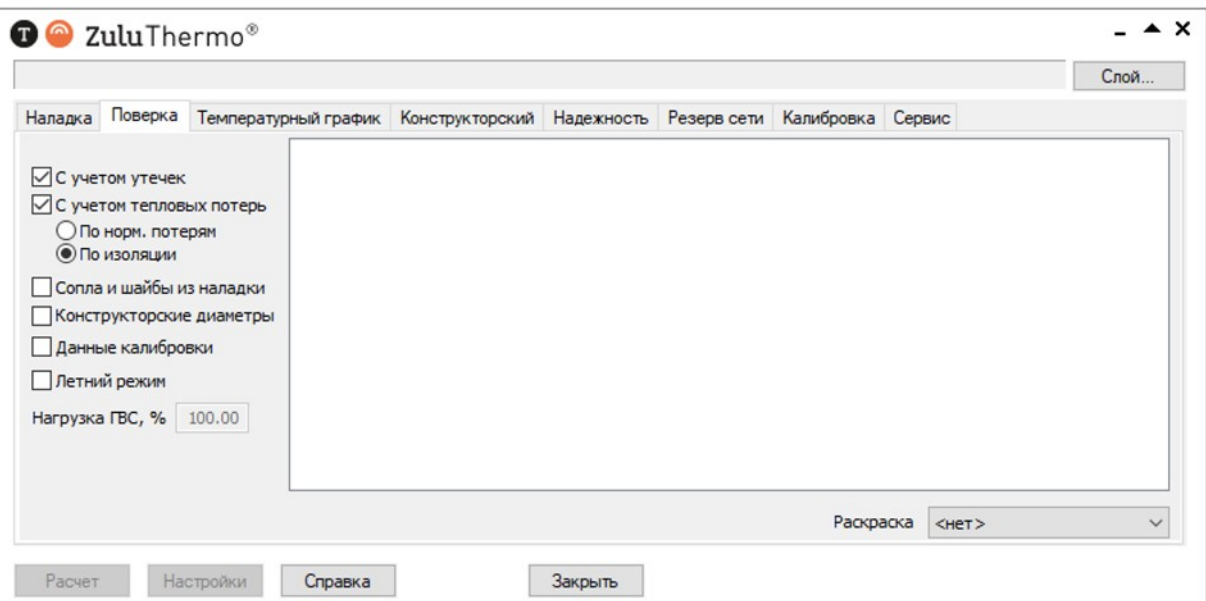 T ZuluThermo®
Слой...
Наладка Поверка Температурный график Конструкторский Надежность Резерв сети Калибровка Сервис
С учетом утечек
С учетом тепловых потерь
По норм. потерям
По изоляции
Сопла и шайбы из наладки
Конструкторские диаметры
Данные калибровки
Летний режим
Нагрузка ГВС, % 100.00
Раскраска <нет>
Расчет Настройки Справка Закрыть